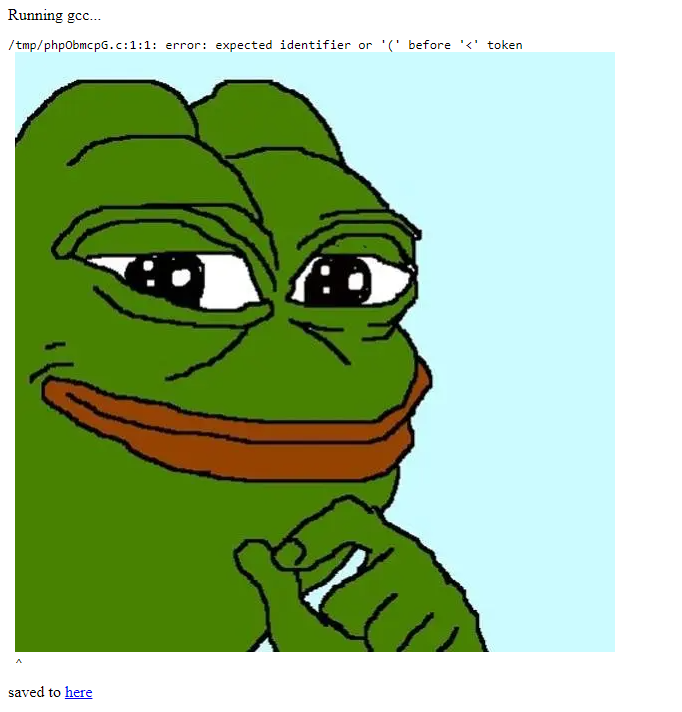 Running gcc...
/tmp/phpObmcpG.c:1:1: error: expected identifier or '(' before '<' token
^
saved to here